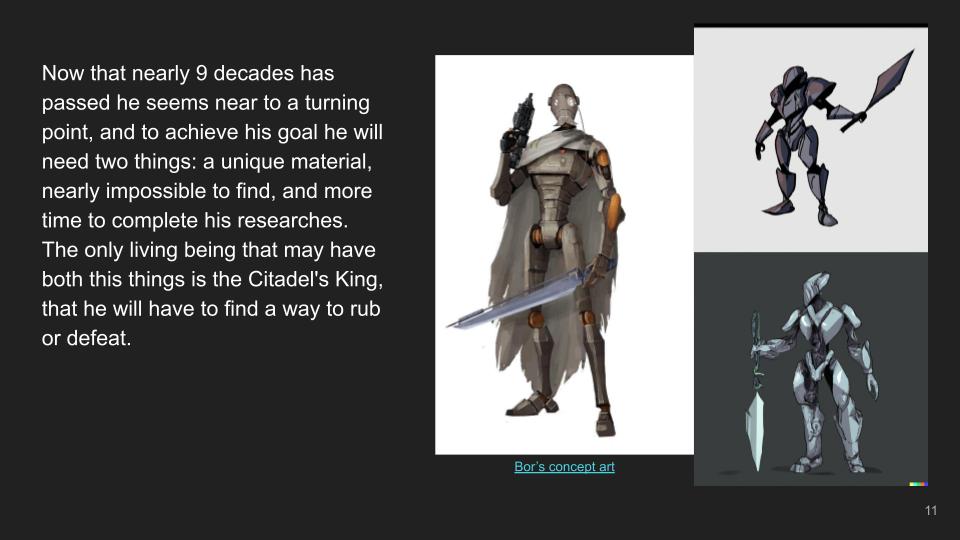 Now that nearly 9 decades has
passed he seems near to a turning
point, and to achieve his goal he will
need two things: a unique material,
nearly impossible to find, and more
time to complete his researches.
The only living being that may have
both this things is the Citadel's King,
that he will have to find a way to rub
or defeat.
Bor's concept art
11